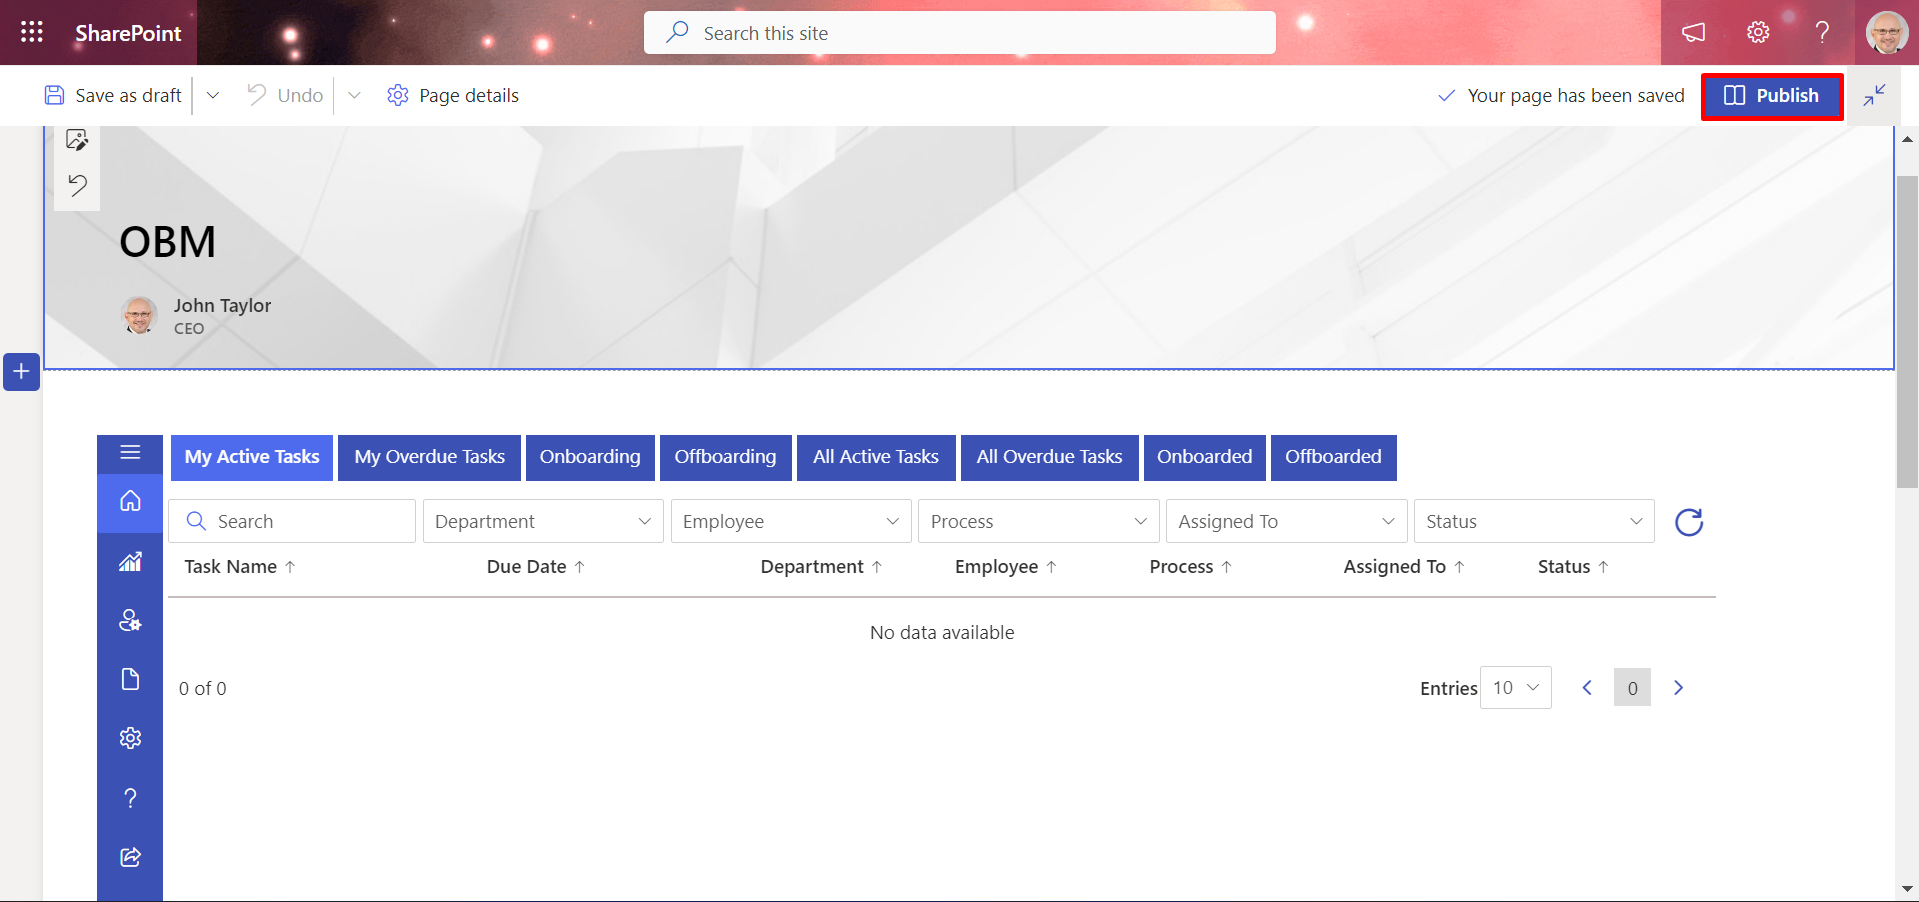 SharePoint
Search this site
Save as draft
Undo
Page details
Your page has been saved
Publish
OBM
John Taylor
CEO
My Active Tasks
My Overdue Tasks
Onboarding
Offboarding
All Active Tasks
All Overdue Tasks
Onboarded
Offboarded
Search
Department
Employee
Process
Assigned To
Status
Task Name ↑
Due Date ↑
Department ↑
Employee ↑
Process ↑
Assigned To ↑
Status ↑
No data available
0 of 0
Entries 10
0